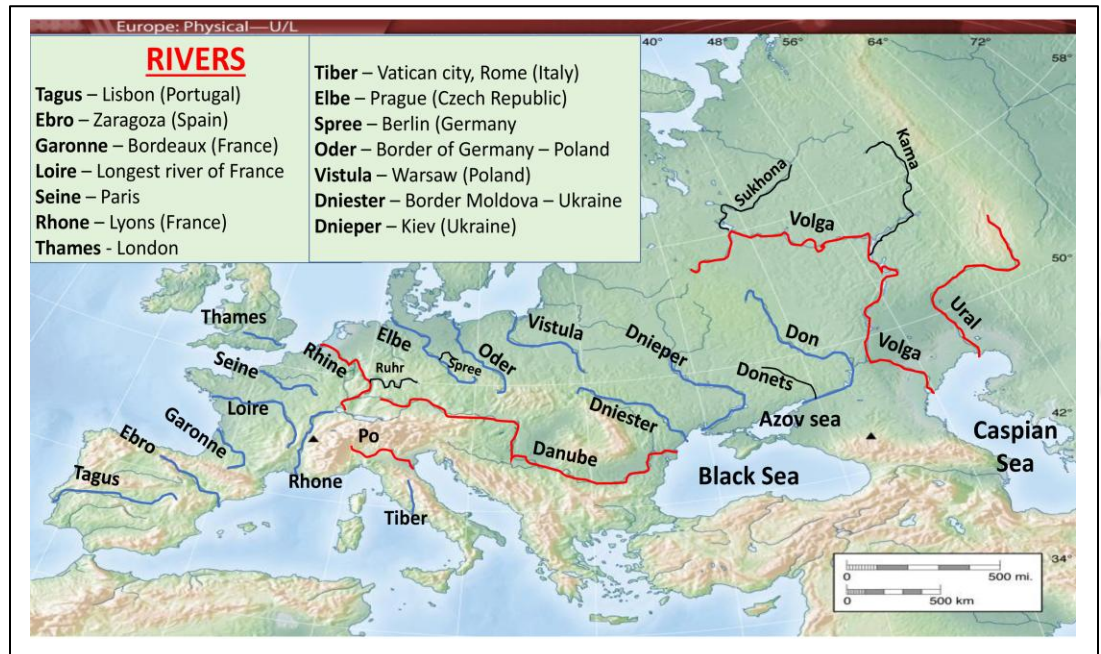 Europe: Physical—U/L
RIVERS
Tagus – Lisbon (Portugal)
Ebro – Zaragoza (Spain)
Garonne – Bordeaux (France)
Loire – Longest river of France
Seine – Paris
Rhone – Lyons (France)
Thames - London
Tiber – Vatican city, Rome (Italy)
Elbe – Prague (Czech Republic)
Spree – Berlin (Germany
Oder – Border of Germany – Poland
Vistula – Warsaw (Poland)
Dniester – Border Moldova – Ukraine
Dnieper – Kiev (Ukraine)
40°
48°
56°
64°
72°
58°
50°
42°
34°
Kama
Sukhona
Volga
Ural
Thames
Rhine
Elbe
Spree
Oder
Vistula
Dnieper
Don
Volga
Seine
Ruhr
Donets
Loire
Dniester
Azov sea
Garonne
Ebro
Po
Danube
Caspian
Sea
Tagus
Rhone
Black Sea
Tiber
0 500 mi.
0 500 km